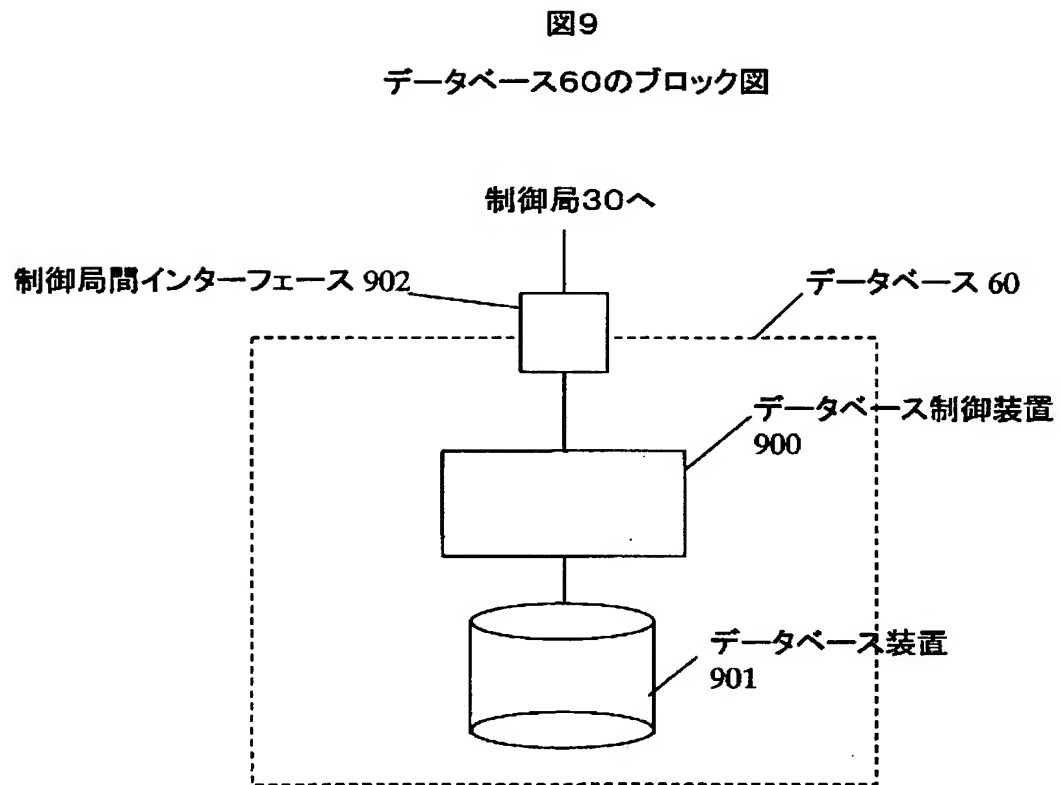 図9
データベース60のブロック図
制御局30へ
制御局間インターフェース 902
データベース 60
データベース制御装置
900
データベース装置
901